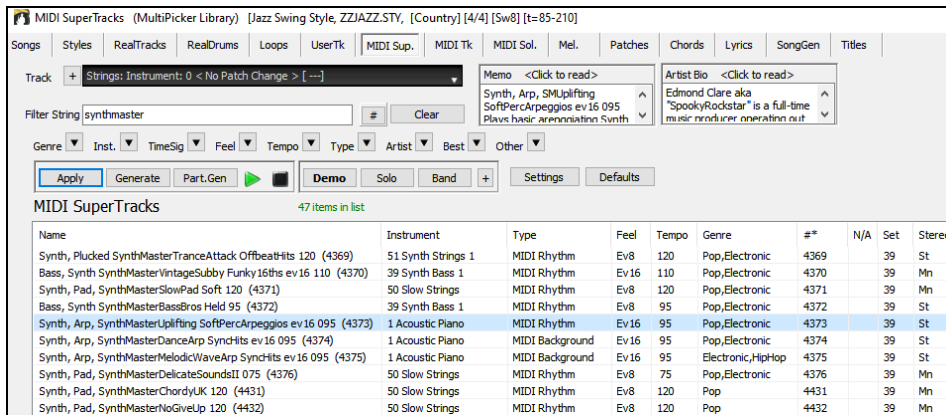 MIDI SuperTracks (MultiPicker Library) [Jazz Swing Style, ZZJAZZ.STY, [Country] [4/4] [Sw8] [t=85-210]
Songs Styles RealTracks RealDrums Loops UserTk MIDI Sup. MIDI Tk MIDI Sol. Mel. Patches Chords Lyrics SongGen Titles
Track + Strings: Instrument: 0 < No Patch Change > [ ---]
Memo <Click to read>
Synth, Arp, SMUplifting
SoftPercArpeggios ev16 095
Plays basic arpeggiating Synth
Artist Bio <Click to read>
Edmond Clare aka
"SpookyRockstar" is a full-time
music producer operating out
Filter String synthmaster # Clear
Genre Inst. TimeSig Feel Tempo Type Artist Best Other
Apply Generate Part.Gen Demo Solo Band + Settings Defaults
MIDI SuperTracks 47 items in list
Name Instrument Type Feel Tempo Genre #* N/A Set Stereo
Synth, Plucked SynthMasterTranceAttack OffbeatHits 120 (4369) 51 Synth Strings 1 MIDI Rhythm Ev8 120 Pop,Electronic 4369 39 St
Bass, Synth SynthMasterVintageSubby Funky16ths ev16 110 (4370) 39 Synth Bass 1 MIDI Rhythm Ev16 110 Pop,Electronic 4370 39 Mn
Synth, Pad, SynthMasterSlowPad Soft 120 (4371) 50 Slow Strings MIDI Rhythm Ev8 120 Pop,Electronic 4371 39 Mn
Bass, Synth SynthMasterBassBros Held 95 (4372) 39 Synth Bass 1 MIDI Rhythm Ev8 95 Pop,Electronic 4372 39 St
Synth, Arp, SynthMasterUplifting SoftPercArpeggios ev16 095 (4373) 1 Acoustic Piano MIDI Rhythm Ev16 95 Pop,Electronic 4373 39 St
Synth, Arp, SynthMasterDanceArp SyncHits ev16 095 (4374) 1 Acoustic Piano MIDI Background Ev16 95 Pop,Electronic 4374 39 St
Synth, Arp, SynthMasterMelodicWaveArp SyncHits ev16 095 (4375) 1 Acoustic Piano MIDI Background Ev16 95 Electronic,HipHop 4375 39 St
Synth, Pad, SynthMasterDelicateSoundsII 075 (4376) 50 Slow Strings MIDI Rhythm Ev8 75 Pop,Electronic 4376 39 Mn
Synth, Pad, SynthMasterChordyUK 120 (4431) 50 Slow Strings MIDI Rhythm Ev8 120 Pop 4431 39 Mn
Synth, Pad, SynthMasterNoGiveUp 120 (4432) 50 Slow Strings MIDI Rhythm Ev8 120 Pop 4432 39 Mn